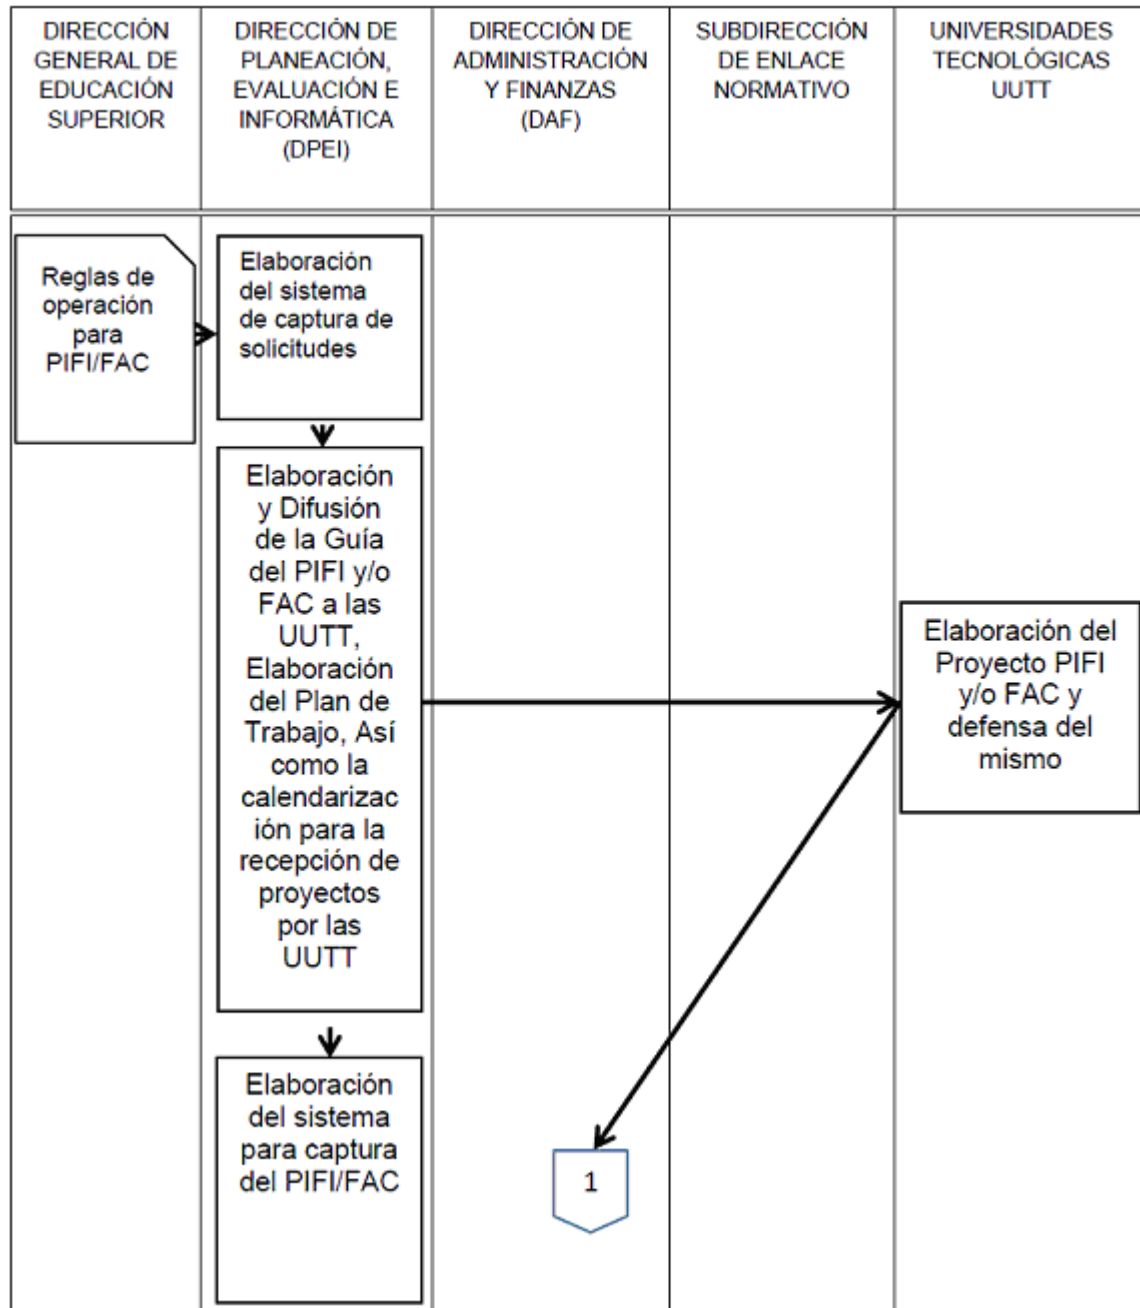 DIRECCIÓN
GENERAL DE
EDUCACIÓN
SUPERIOR
DIRECCIÓN DE
PLANEACIÓN,
EVALUACIÓN E
INFORMÁTICA
(DPEI)
DIRECCIÓN DE
ADMINISTRACIÓN
Y FINANZAS
(DAF)
SUBDIRECCIÓN
DE ENLACE
NORMATIVO
UNIVERSIDADES
TECNOLÓGICAS
UUTT
Reglas de
operación
para
PIFI/FAC
Elaboración
del sistema
de captura de
solicitudes
Elaboración
y Difusión
de la Guía
del PIFI y/o
FAC a las
UUTT,
Elaboración
del Plan de
Trabajo, Así
como la
calendarizac
ión para la
recepción de
proyectos
por las
UUTT
Elaboración del
Proyecto PIFI
y/o FAC y
defensa del
mismo
Elaboración
del sistema
para captura
del PIFI/FAC
1